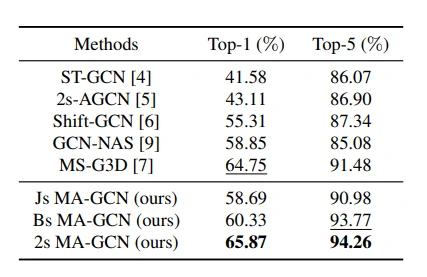 Methods Top-1 (%) Top-5 (%)
ST-GCN [4] 41.58 86.07
2s-AGCN [5] 43.11 86.90
Shift-GCN [6] 55.31 87.34
GCN-NAS [9] 58.85 85.08
MS-G3D [7] 64.75 91.48
Js MA-GCN (ours) 58.69 90.98
Bs MA-GCN (ours) 60.33 93.77
2s MA-GCN (ours) 65.87 94.26